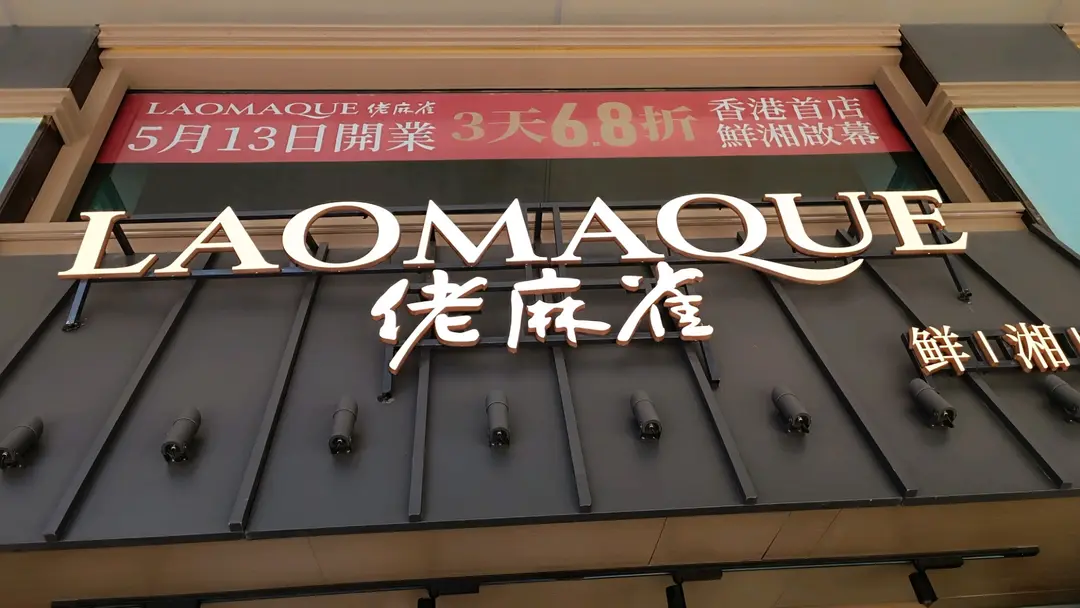 LAOMAQUE 佬麻雀
5月13日開業
3天6.8折
香港首店
鮮湘啟幕
LAOMAQUE
佬麻雀
鲜|湘|